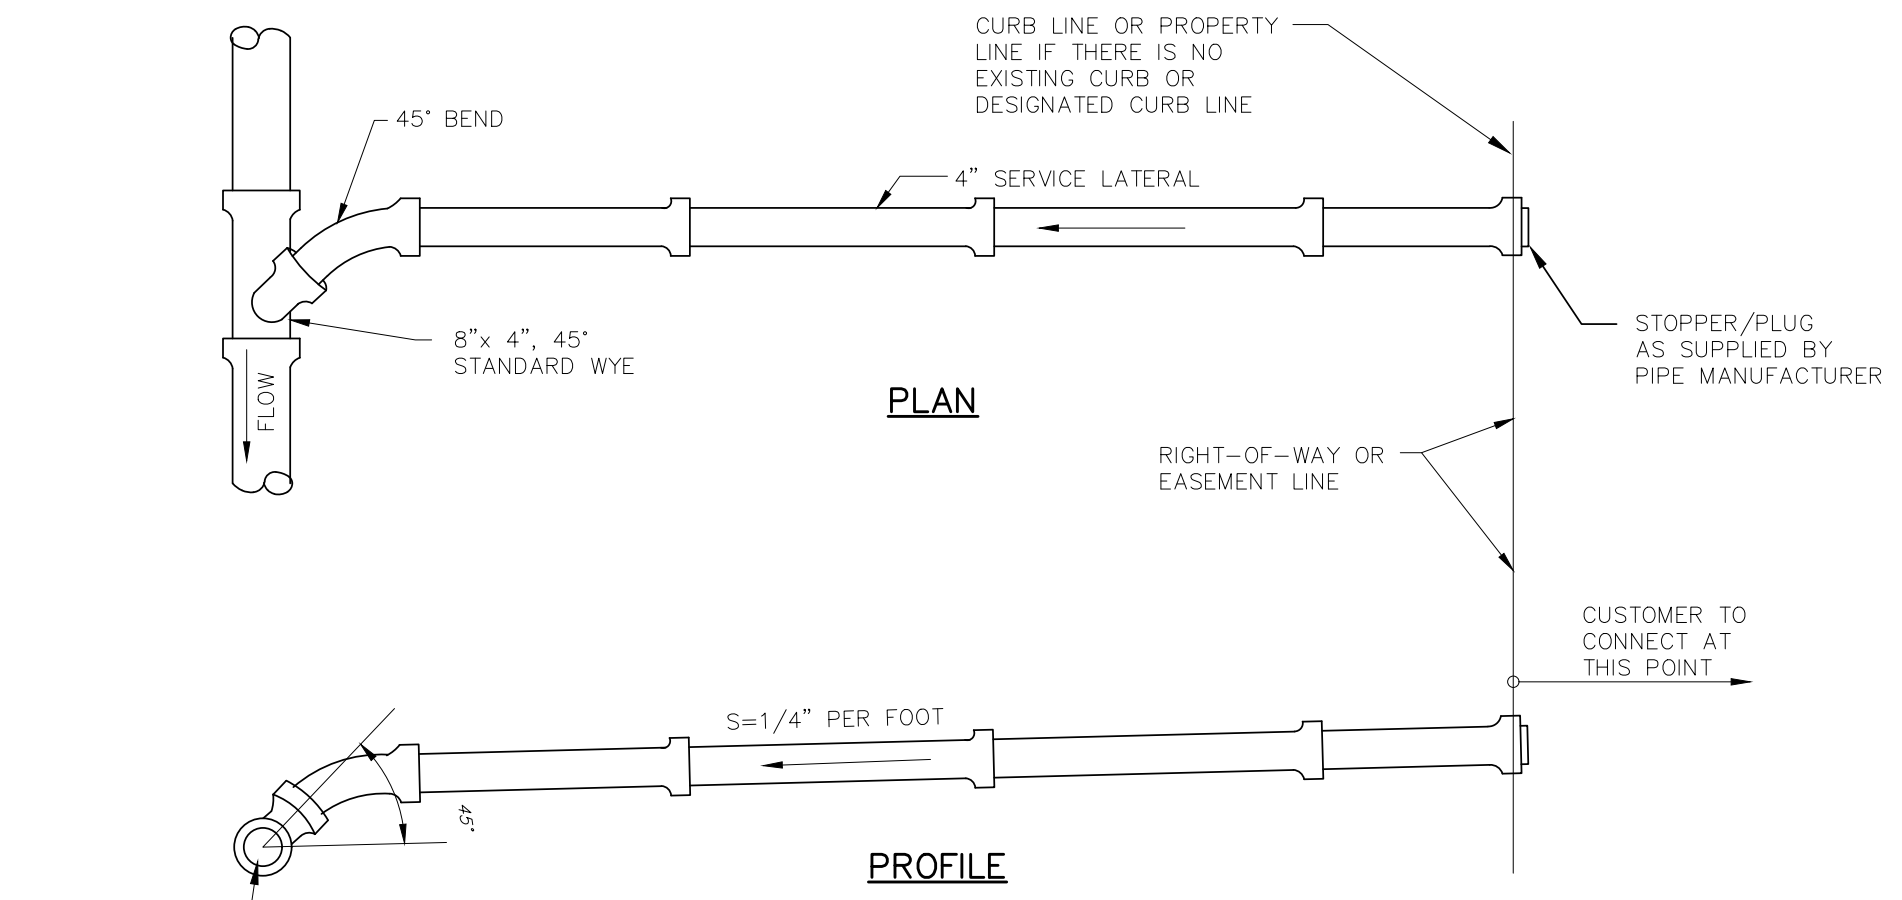 CURB LINE OR PROPERTY
LINE IF THERE IS NO
EXISTING CURB OR
DESIGNATED CURB LINE
45° BEND
4" SERVICE LATERAL
8"x 4", 45°
STANDARD WYE
FLOW
STOPPER/PLUG
AS SUPPLIED BY
PIPE MANUFACTURER
PLAN
RIGHT-OF-WAY OR
EASEMENT LINE
CUSTOMER TO
CONNECT AT
THIS POINT
S=1/4" PER FOOT
45°
PROFILE